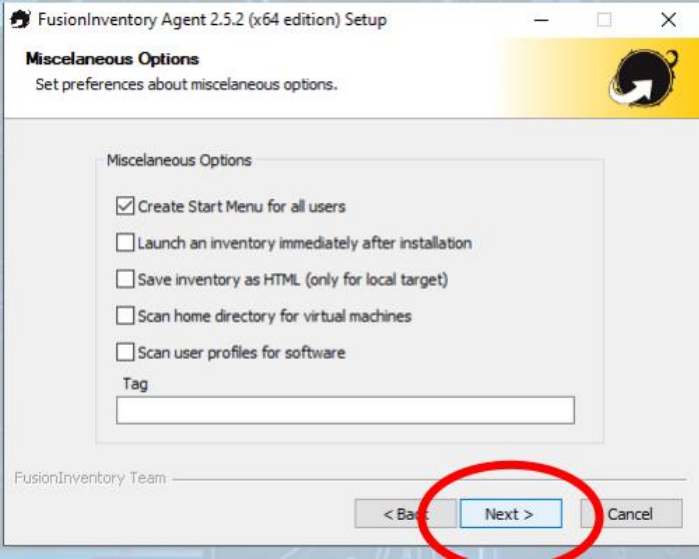 FusionInventory Agent 2.5.2 (x64 edition) Setup
Miscelaneous Options
Set preferences about miscelaneous options.
Miscelaneous Options
Create Start Menu for all users
Launch an inventory immediately after installation
Save inventory as HTML (only for local target)
Scan home directory for virtual machines
Scan user profiles for software
Tag
FusionInventory Team
< Back Next > Cancel